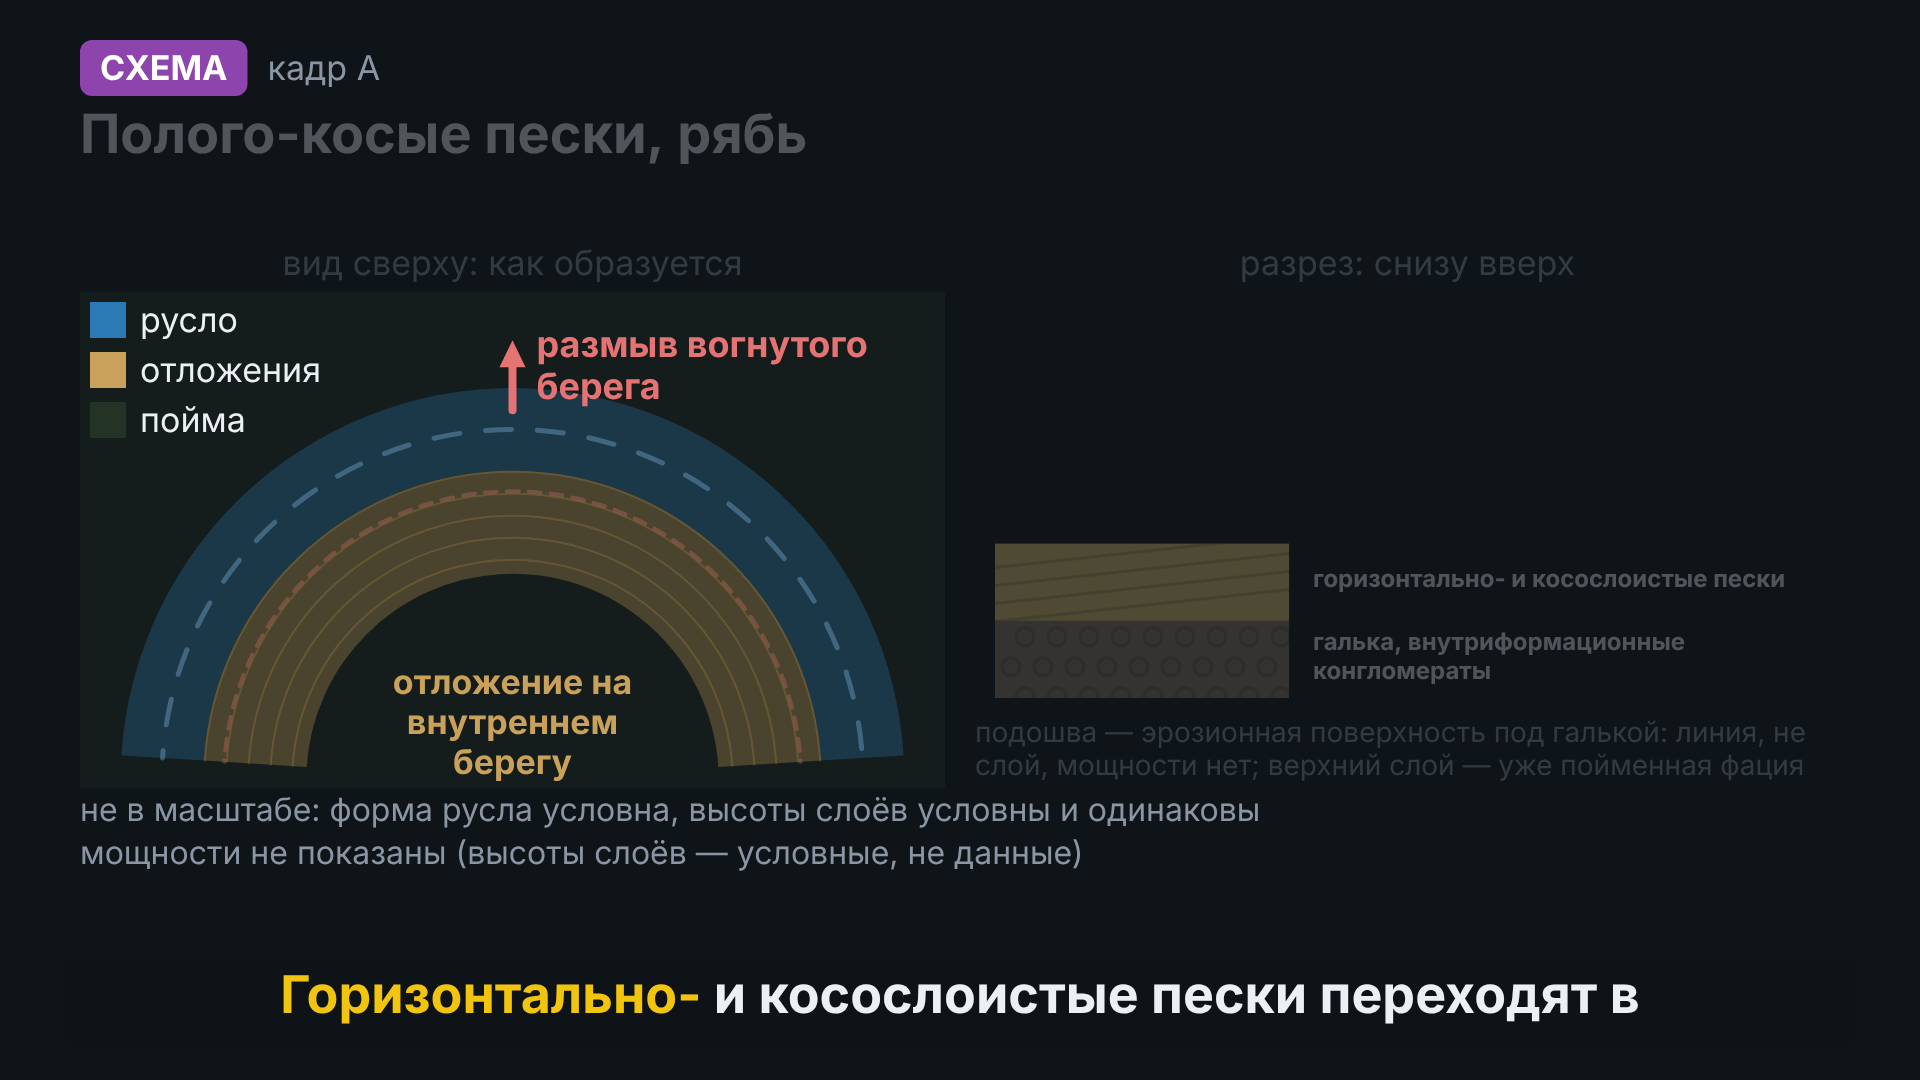 СХЕМА кадр А
Полого-косые пески, рябь
вид сверху: как образуется
русло
отложения
пойма
размыв вогнутого
берега
отложение на
внутреннем
берегу
разрез: снизу вверх
горизонтально- и косослоистые пески
галька, внутриформационные
конгломераты
подошва — эрозионная поверхность под галькой: линия, не
слой, мощности нет; верхний слой — уже пойменная фация
не в масштабе: форма русла условна, высоты слоёв условны и одинаковы
мощности не показаны (высоты слоёв — условные, не данные)
Горизонтально- и косослоистые пески переходят в